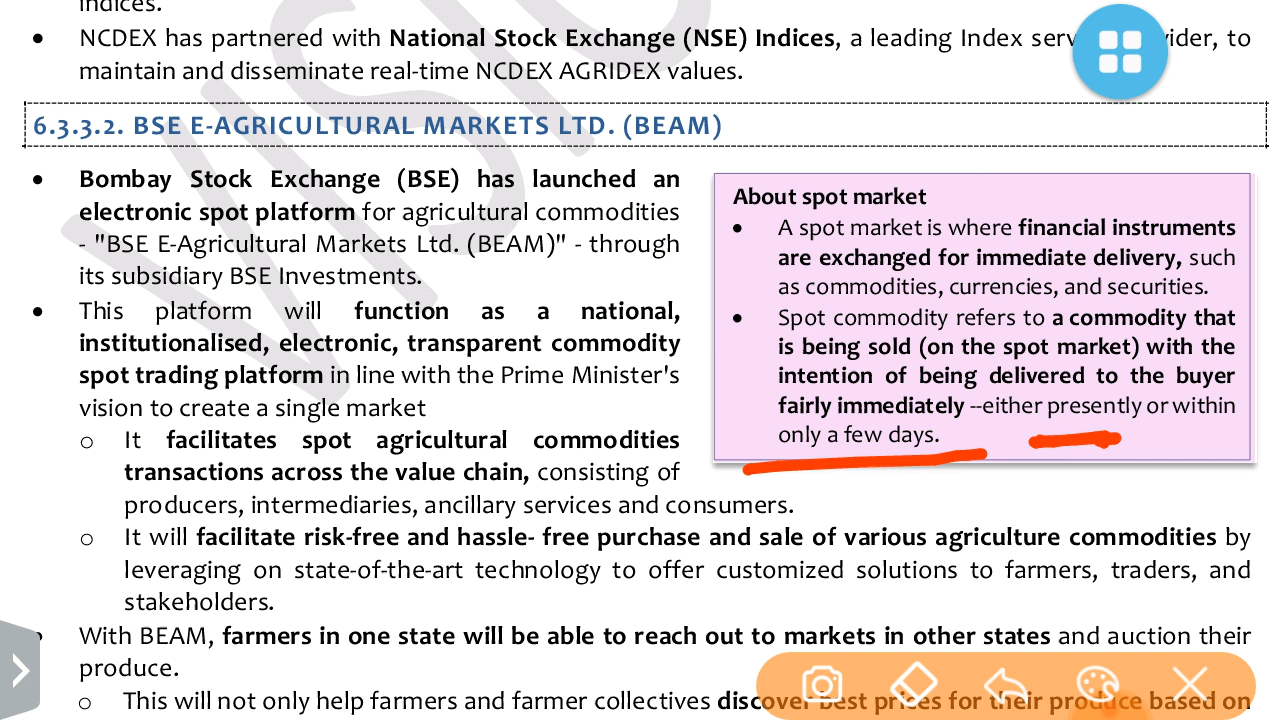 indices.
• NCDEX has partnered with National Stock Exchange (NSE) Indices, a leading Index to
maintain and disseminate real-time NCDEX AGRIDEX values.
6.3.3.2. BSE E-AGRICULTURAL MARKETS LTD. (BEAM)
• Bombay Stock Exchange (BSE) has launched an
electronic spot platform for agricultural commodities
- "BSE E-Agricultural Markets Ltd. (BEAM)" - through
its subsidiary BSE Investments.
• This platform will function as a national,
institutionalised, electronic, transparent commodity
spot trading platform in line with the Prime Minister's
vision to create a single market
o It facilitates spot agricultural commodities
transactions across the value chain, consisting of
producers, intermediaries, ancillary services and consumers.
About spot market
• A spot market is where financial instruments
are exchanged for immediate delivery, such
as commodities, currencies, and securities.
• Spot commodity refers to a commodity that
is being sold (on the spot market) with the
intention of being delivered to the buyer
fairly immediately --either presently or within
only a few days.
o It will facilitate risk-free and hassle- free purchase and sale of various agriculture commodities by
leveraging on state-of-the-art technology to offer customized solutions to farmers, traders, and
stakeholders.
• With BEAM, farmers in one state will be able to reach out to markets in other states and auction their
produce.
o This will not only help farmers and farmer collectives discover best prices for their produce based on
VISI